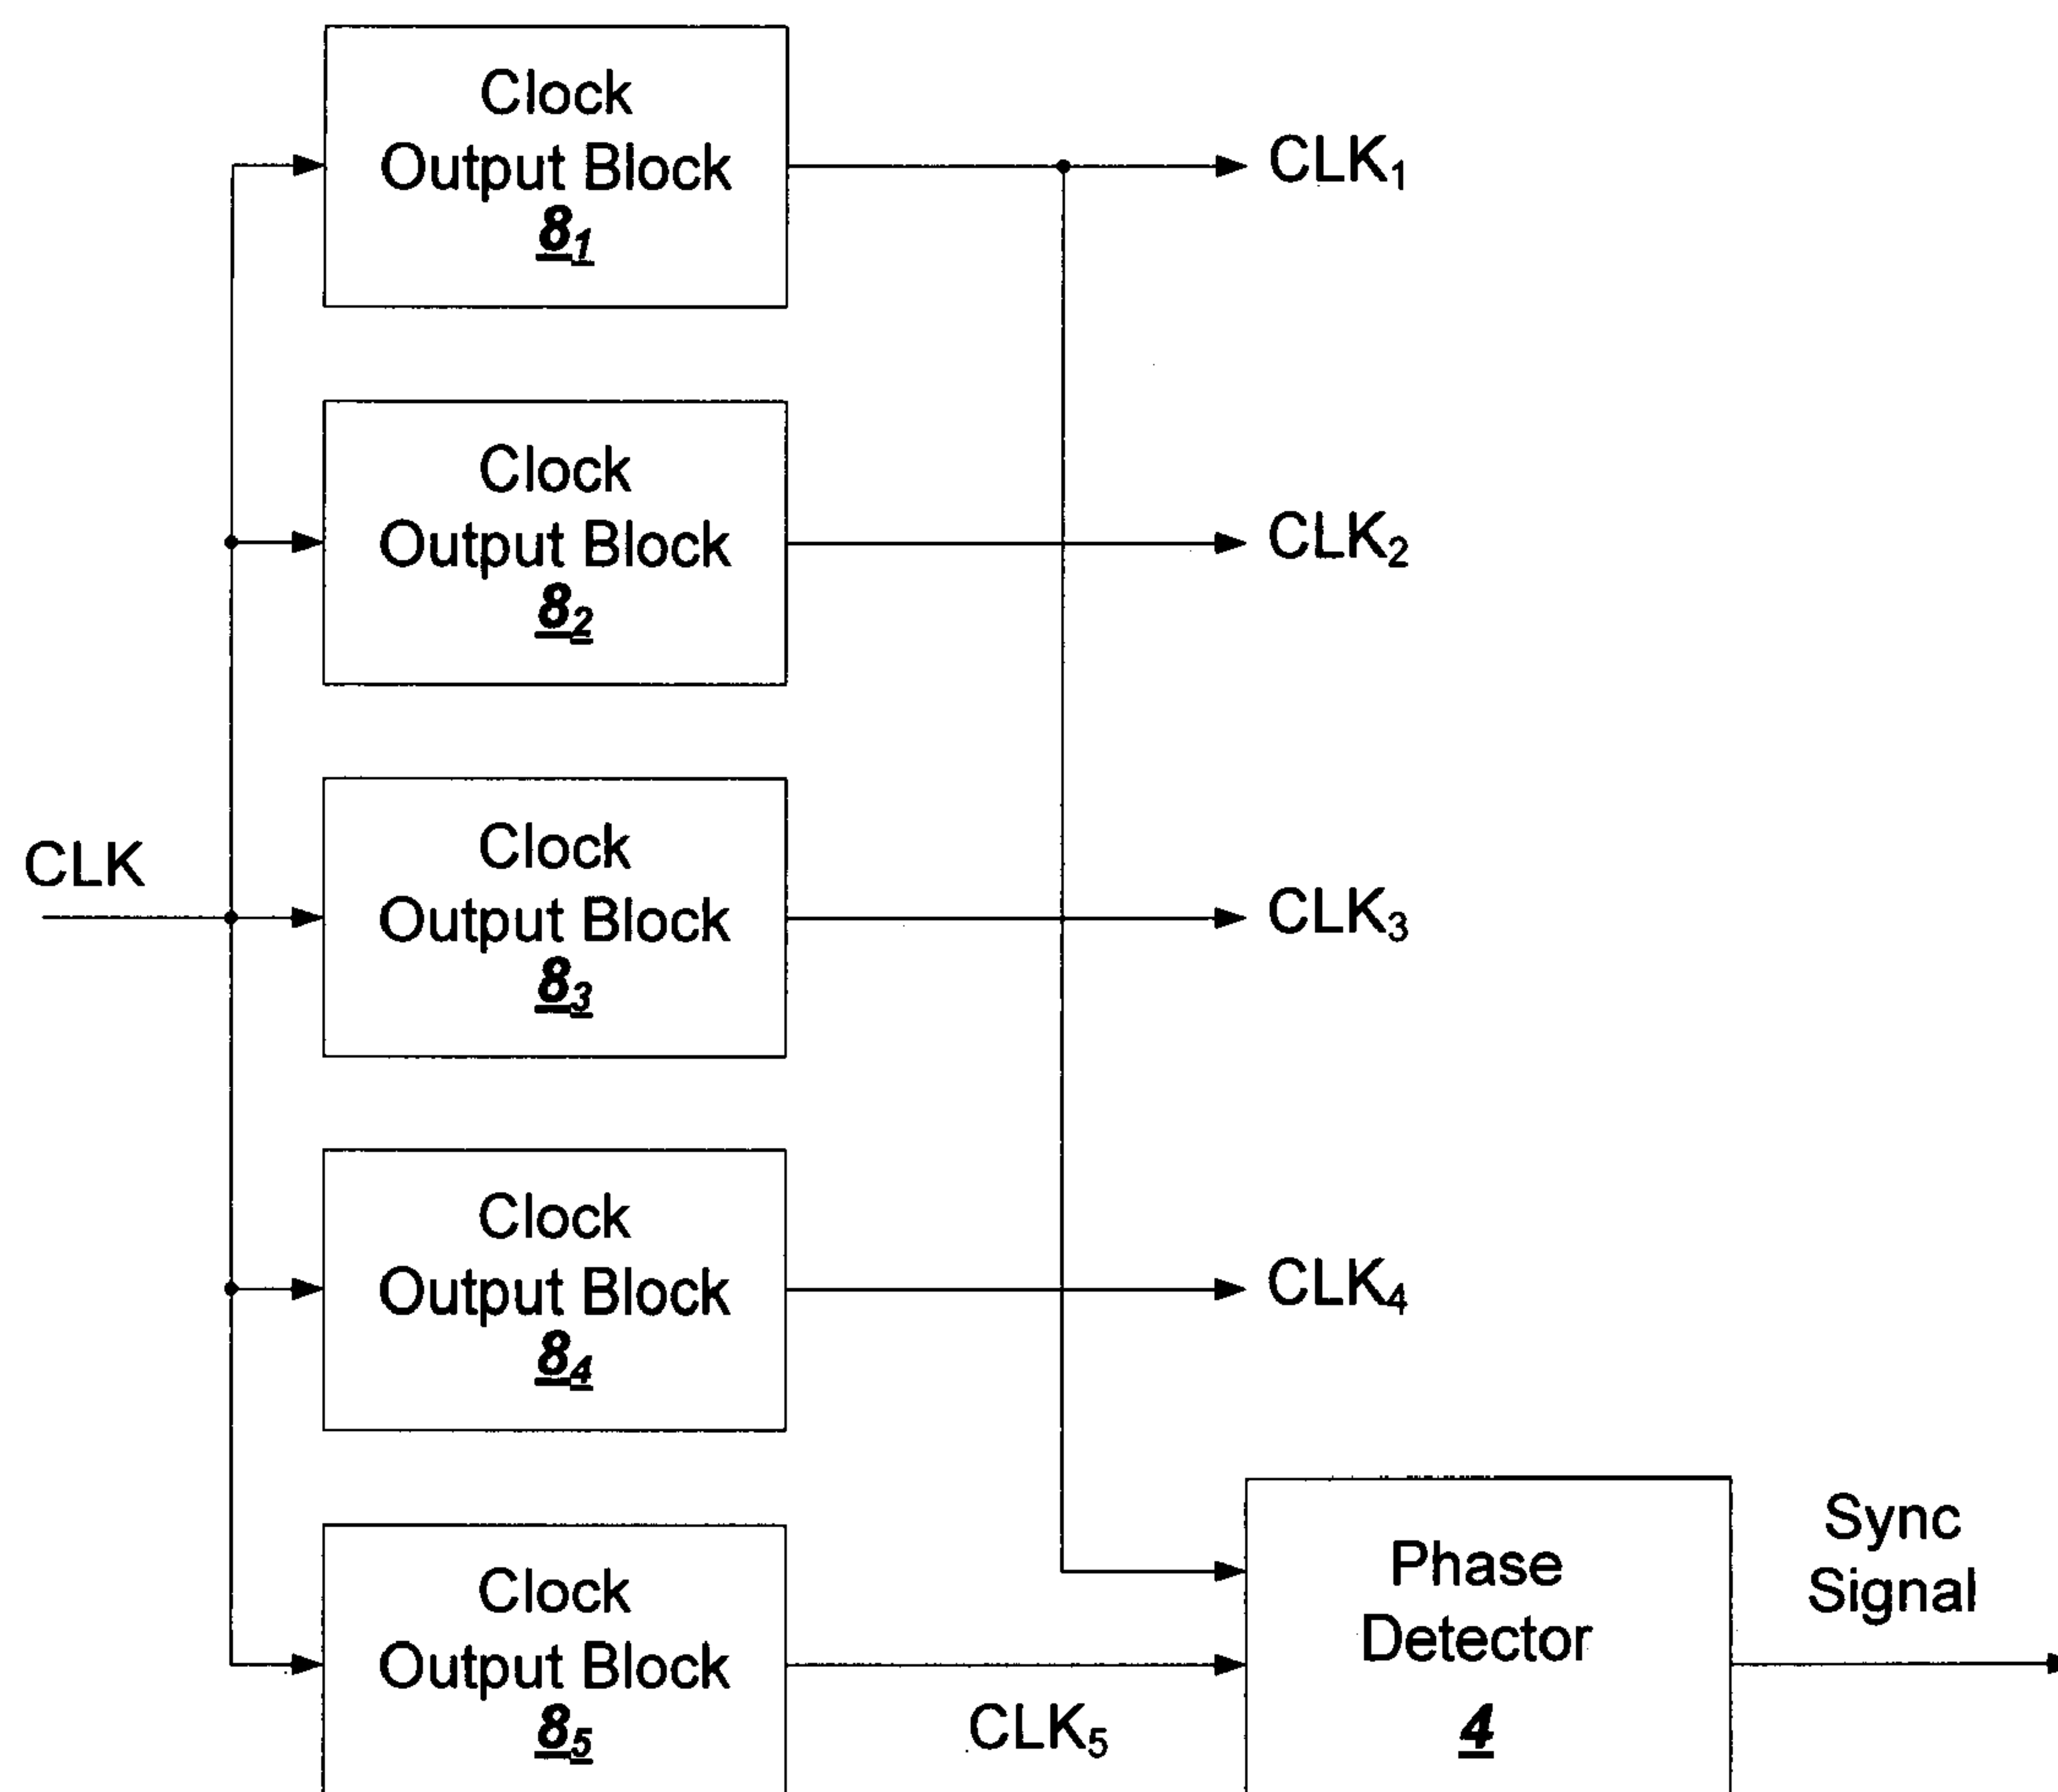 Clock
Output Block
8₁
CLK₁
Clock
Output Block
8₂
CLK₂
CLK
Clock
Output Block
8₃
CLK₃
Clock
Output Block
8₄
CLK₄
Clock
Output Block
8₅
CLK₅
Phase
Detector
4
Sync
Signal